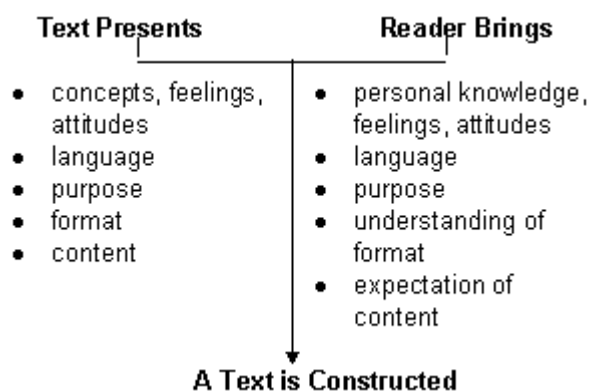 Text Presents
• concepts, feelings,
attitudes
• language
• purpose
• format
• content
Reader Brings
• personal knowledge,
feelings, attitudes
• language
• purpose
• understanding of
format
• expectation of
content
A Text is Constructed